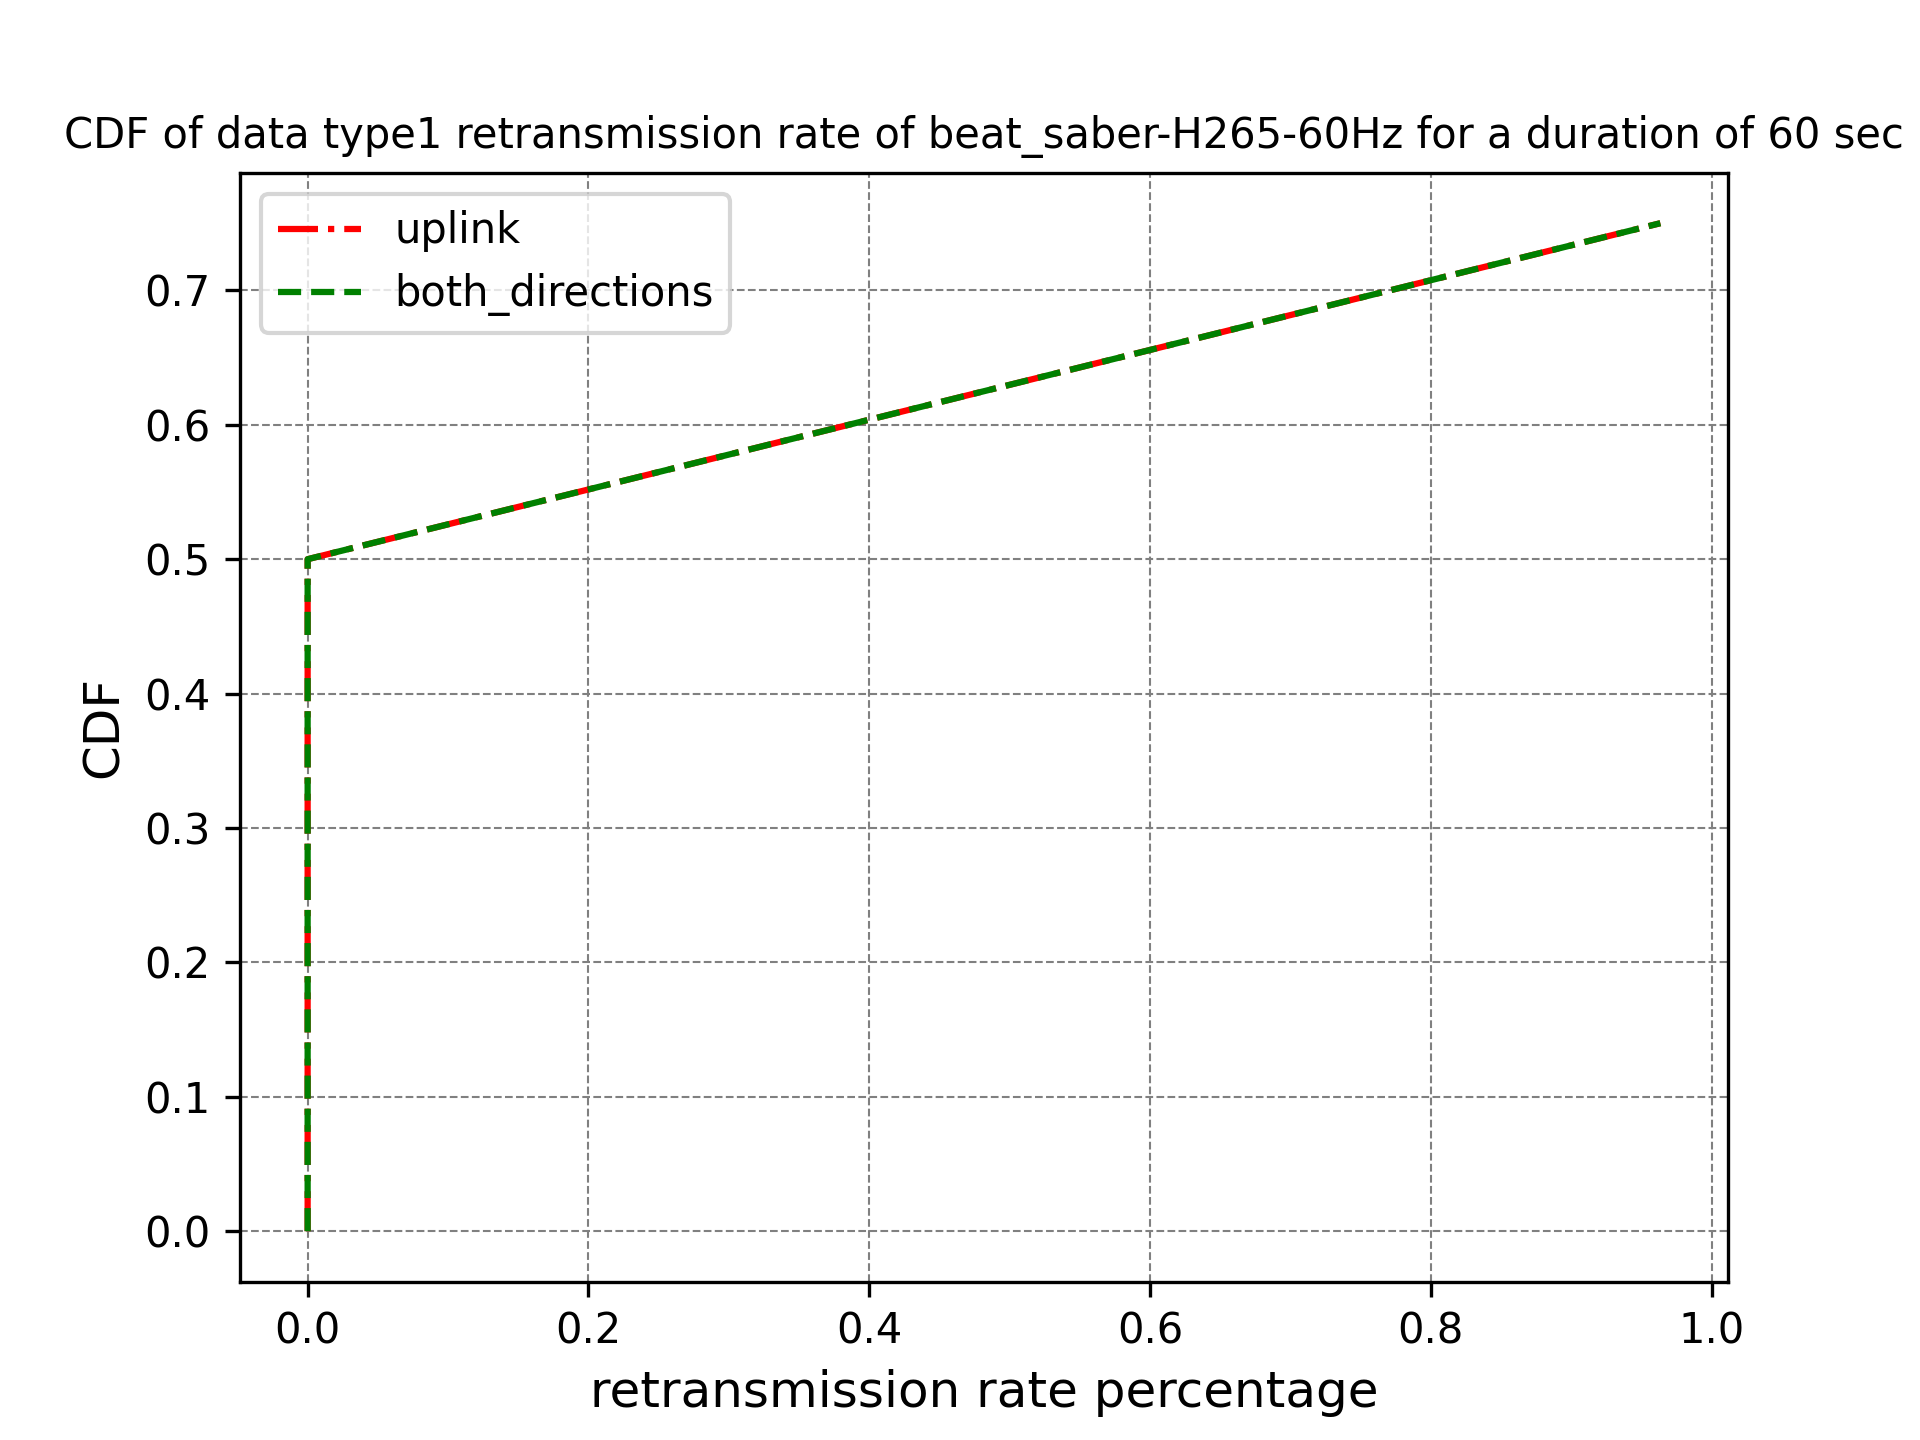 CDF of data type1 retransmission rate of beat_saber-H265-60Hz for a duration of 60 sec
uplink
both_directions
0.7
0.6
0.5
0.4
0.3
0.2
0.1
0.0
CDF
0.0 0.2 0.4 0.6 0.8 1.0
retransmission rate percentage